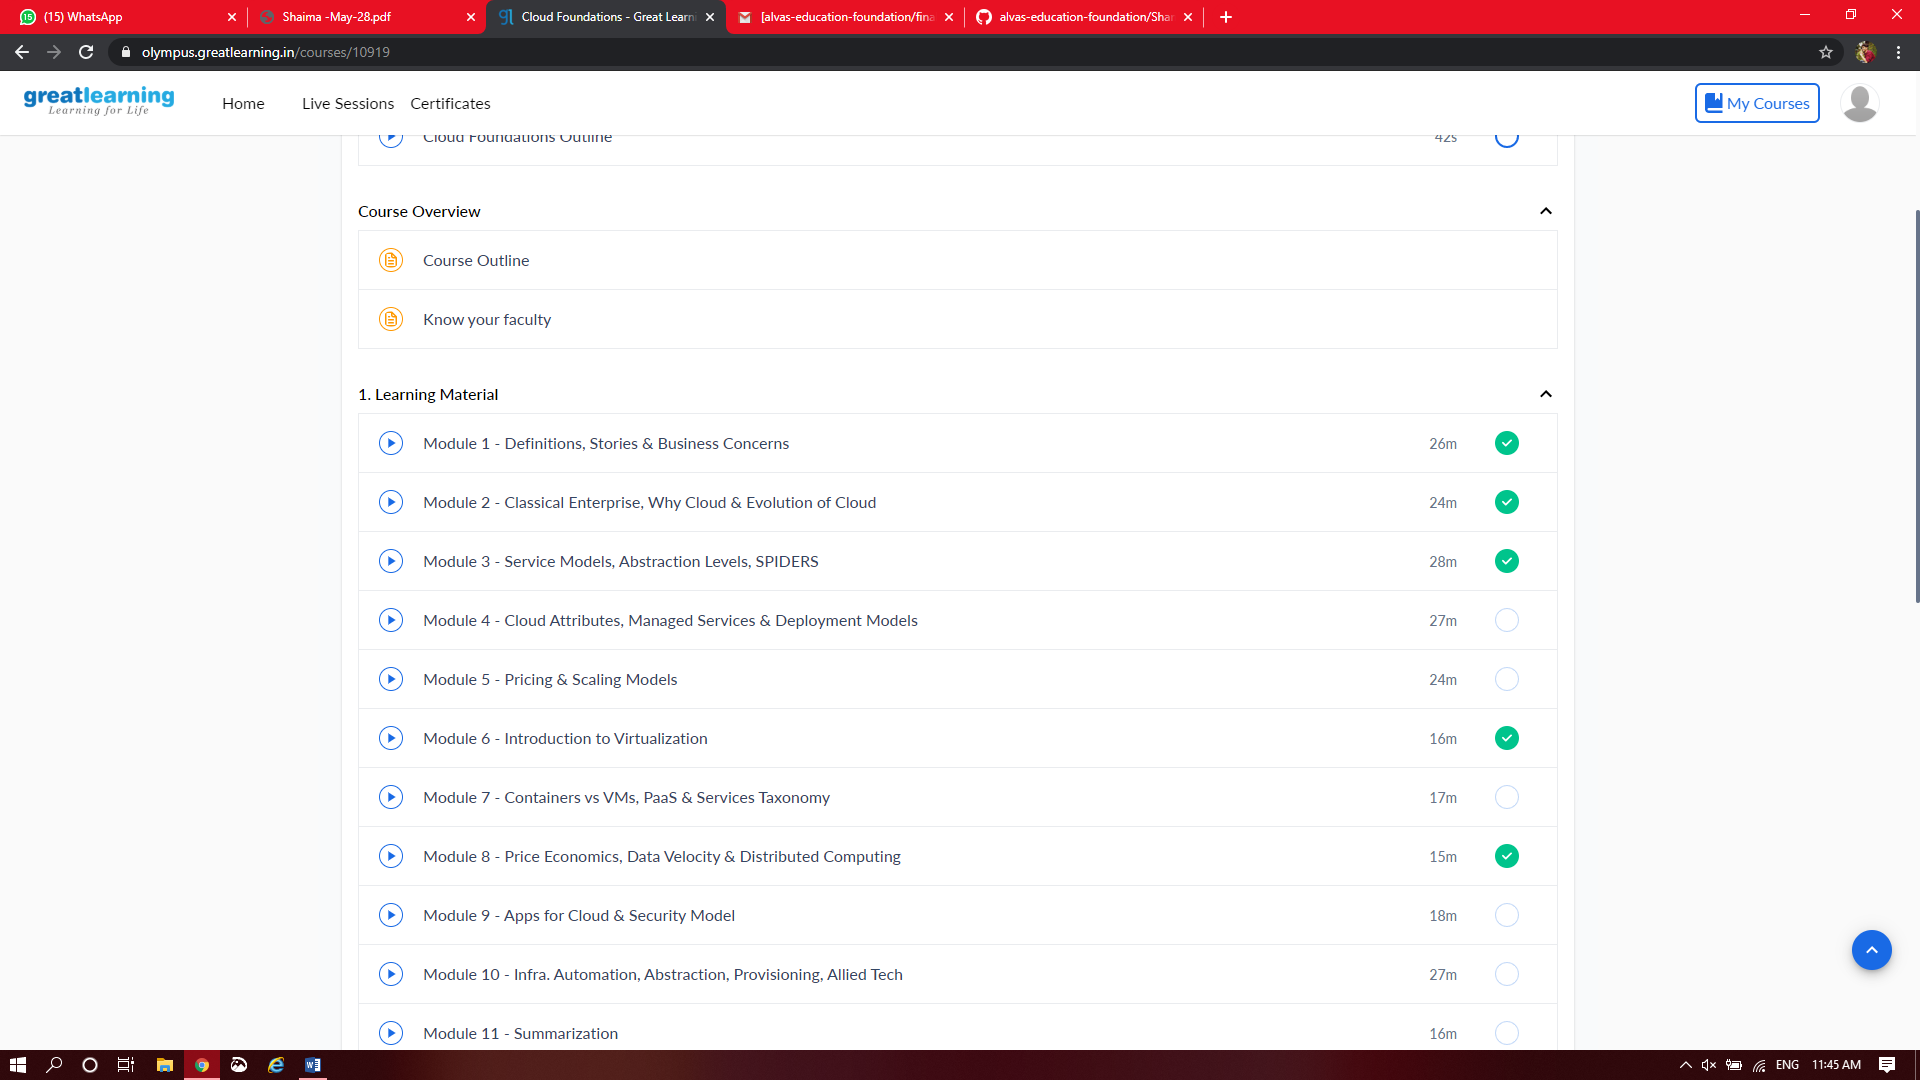 (15) WhatsApp
Shaima -May-28.pdf
Cloud Foundations - Great Learni
[alvas-education-foundation/fina
alvas-education-foundation/Shar
olympus.greatlearning.in/courses/10919
greatlearning
Learning for Life
Home
Live Sessions
Certificates
My Courses
Cloud Foundations Outline 42s
Course Overview
Course Outline
Know your faculty
1. Learning Material
Module 1 - Definitions, Stories & Business Concerns 26m
Module 2 - Classical Enterprise, Why Cloud & Evolution of Cloud 24m
Module 3 - Service Models, Abstraction Levels, SPIDERS 28m
Module 4 - Cloud Attributes, Managed Services & Deployment Models 27m
Module 5 - Pricing & Scaling Models 24m
Module 6 - Introduction to Virtualization 16m
Module 7 - Containers vs VMs, PaaS & Services Taxonomy 17m
Module 8 - Price Economics, Data Velocity & Distributed Computing 15m
Module 9 - Apps for Cloud & Security Model 18m
Module 10 - Infra. Automation, Abstraction, Provisioning, Allied Tech 27m
Module 11 - Summarization 16m
ENG 11:45 AM